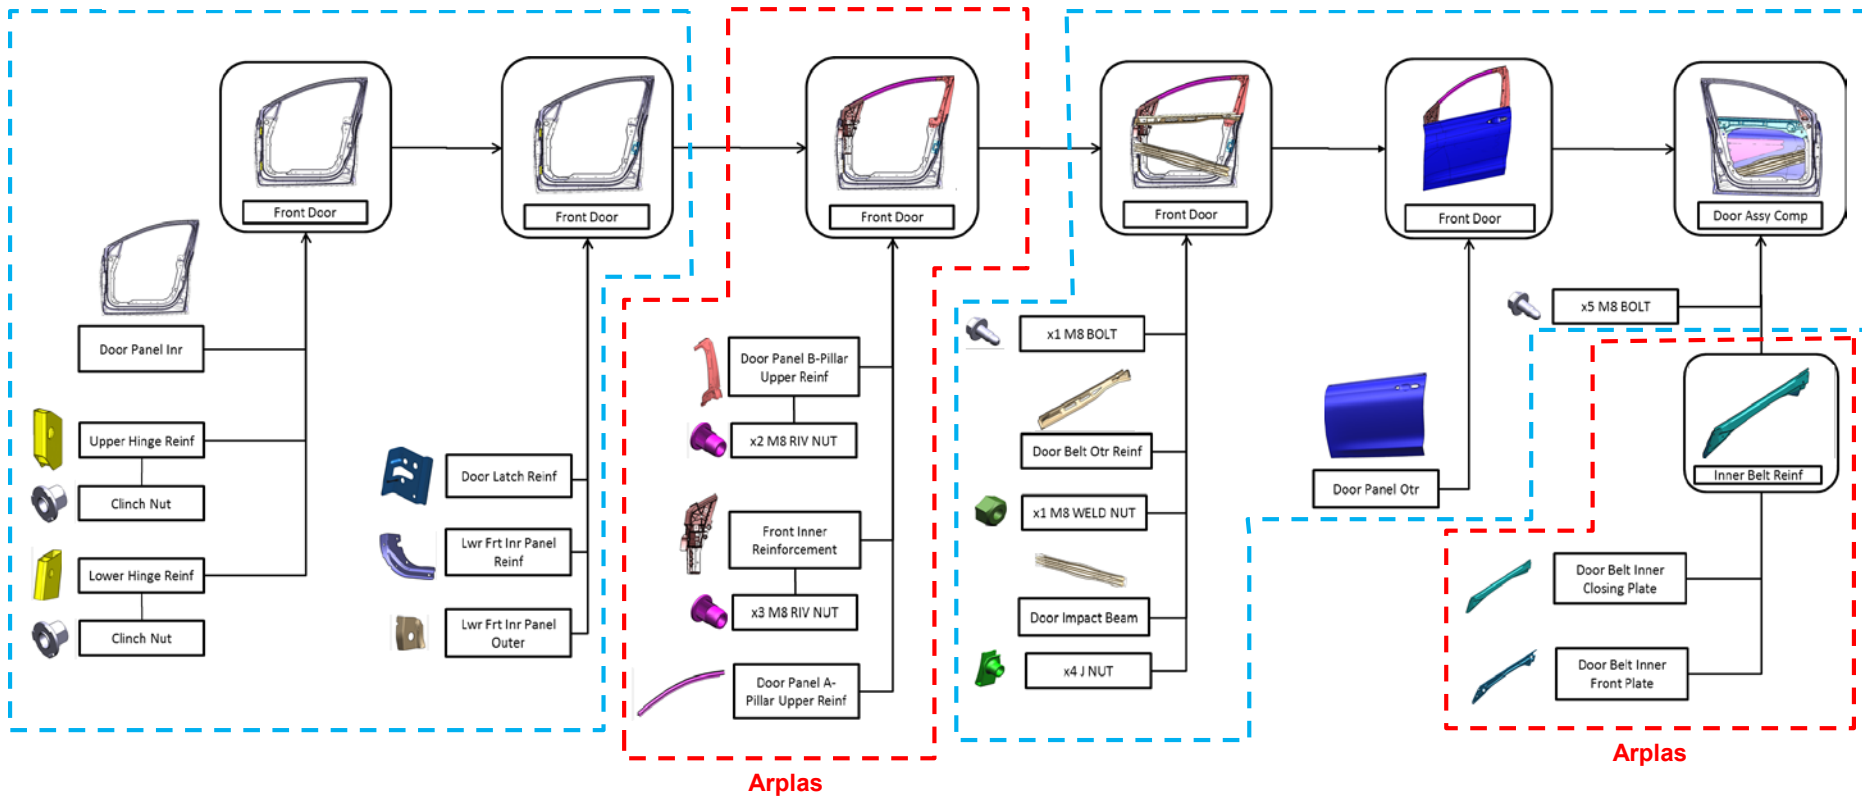 Front Door
Front Door
Front Door
Front Door
Front Door
Door Assy Comp
Door Panel Inr
Upper Hinge Reinf
Clinch Nut
Lower Hinge Reinf
Clinch Nut
Door Latch Reinf
Lwr Frt Inr Panel
Reinf
Lwr Frt Inr Panel
Outer
Door Panel B-Pillar
Upper Reinf
x2 M8 RIV NUT
Front Inner
Reinforcement
x3 M8 RIV NUT
Door Panel A-
Pillar Upper Reinf
Arplas
x1 M8 BOLT
Door Belt Otr Reinf
x1 M8 WELD NUT
Door Impact Beam
x4 J NUT
Door Panel Otr
x5 M8 BOLT
Inner Belt Reinf
Door Belt Inner
Closing Plate
Door Belt Inner
Front Plate
Arplas